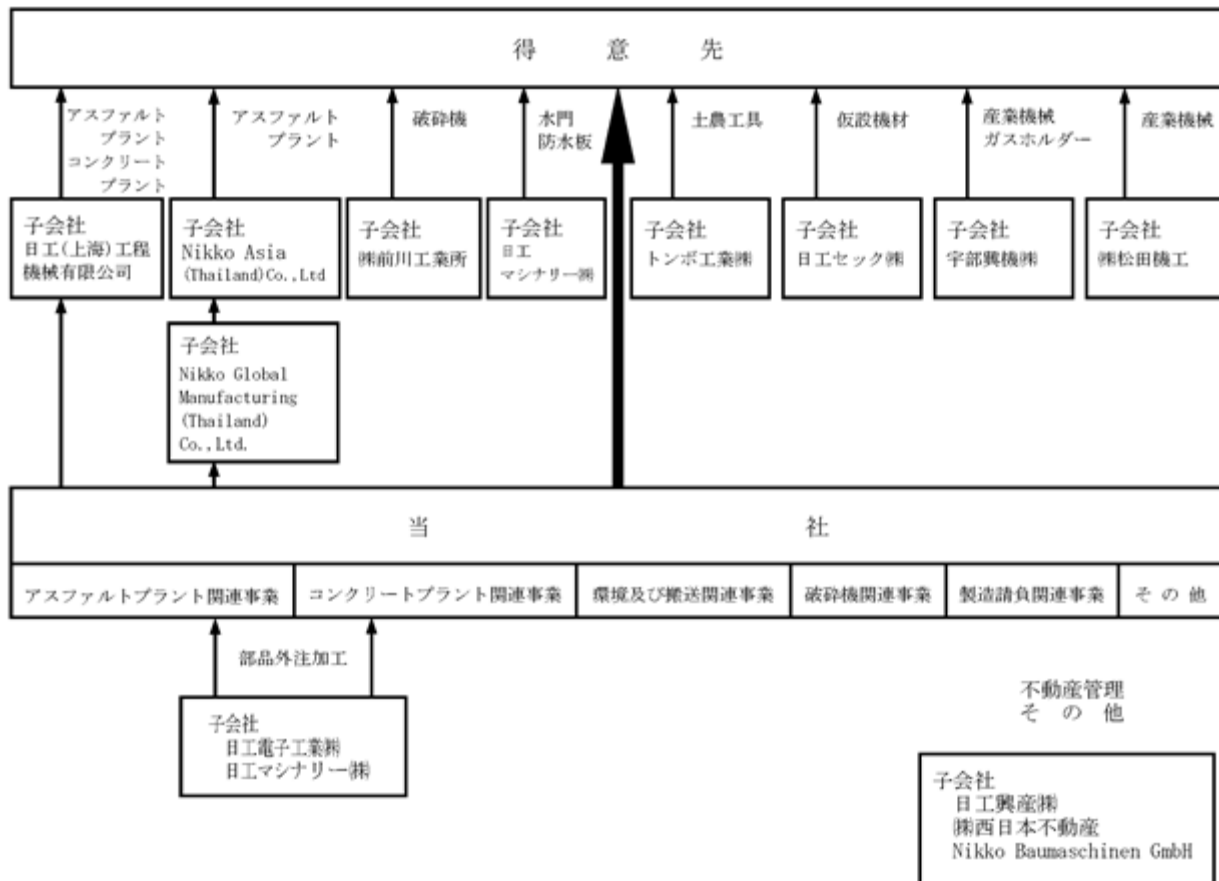 得意先
アスファルト
プラント
コンクリート
プラント
アスファルト
プラント
破砕機
水門
防水板
土農工具
仮設機材
産業機械
ガスホルダー
産業機械
子会社
日工(上海)工程
機械有限公司
子会社
Nikko Asia
(Thailand)Co.,Ltd
子会社
㈱前川工業所
子会社
日工
マシナリー㈱
子会社
トンボ工業㈱
子会社
日工セック㈱
子会社
宇部興機㈱
子会社
㈱松田機工
子会社
Nikko Global
Manufacturing
(Thailand)
Co.,Ltd.
当社
アスファルトプラント関連事業
コンクリートプラント関連事業
環境及び搬送関連事業
破砕機関連事業
製造請負関連事業
その他
部品外注加工
子会社
日工電子工業㈱
日工マシナリー㈱
不動産管理
その他
子会社
日工興産㈱
㈱西日本不動産
Nikko Baumaschinen GmbH